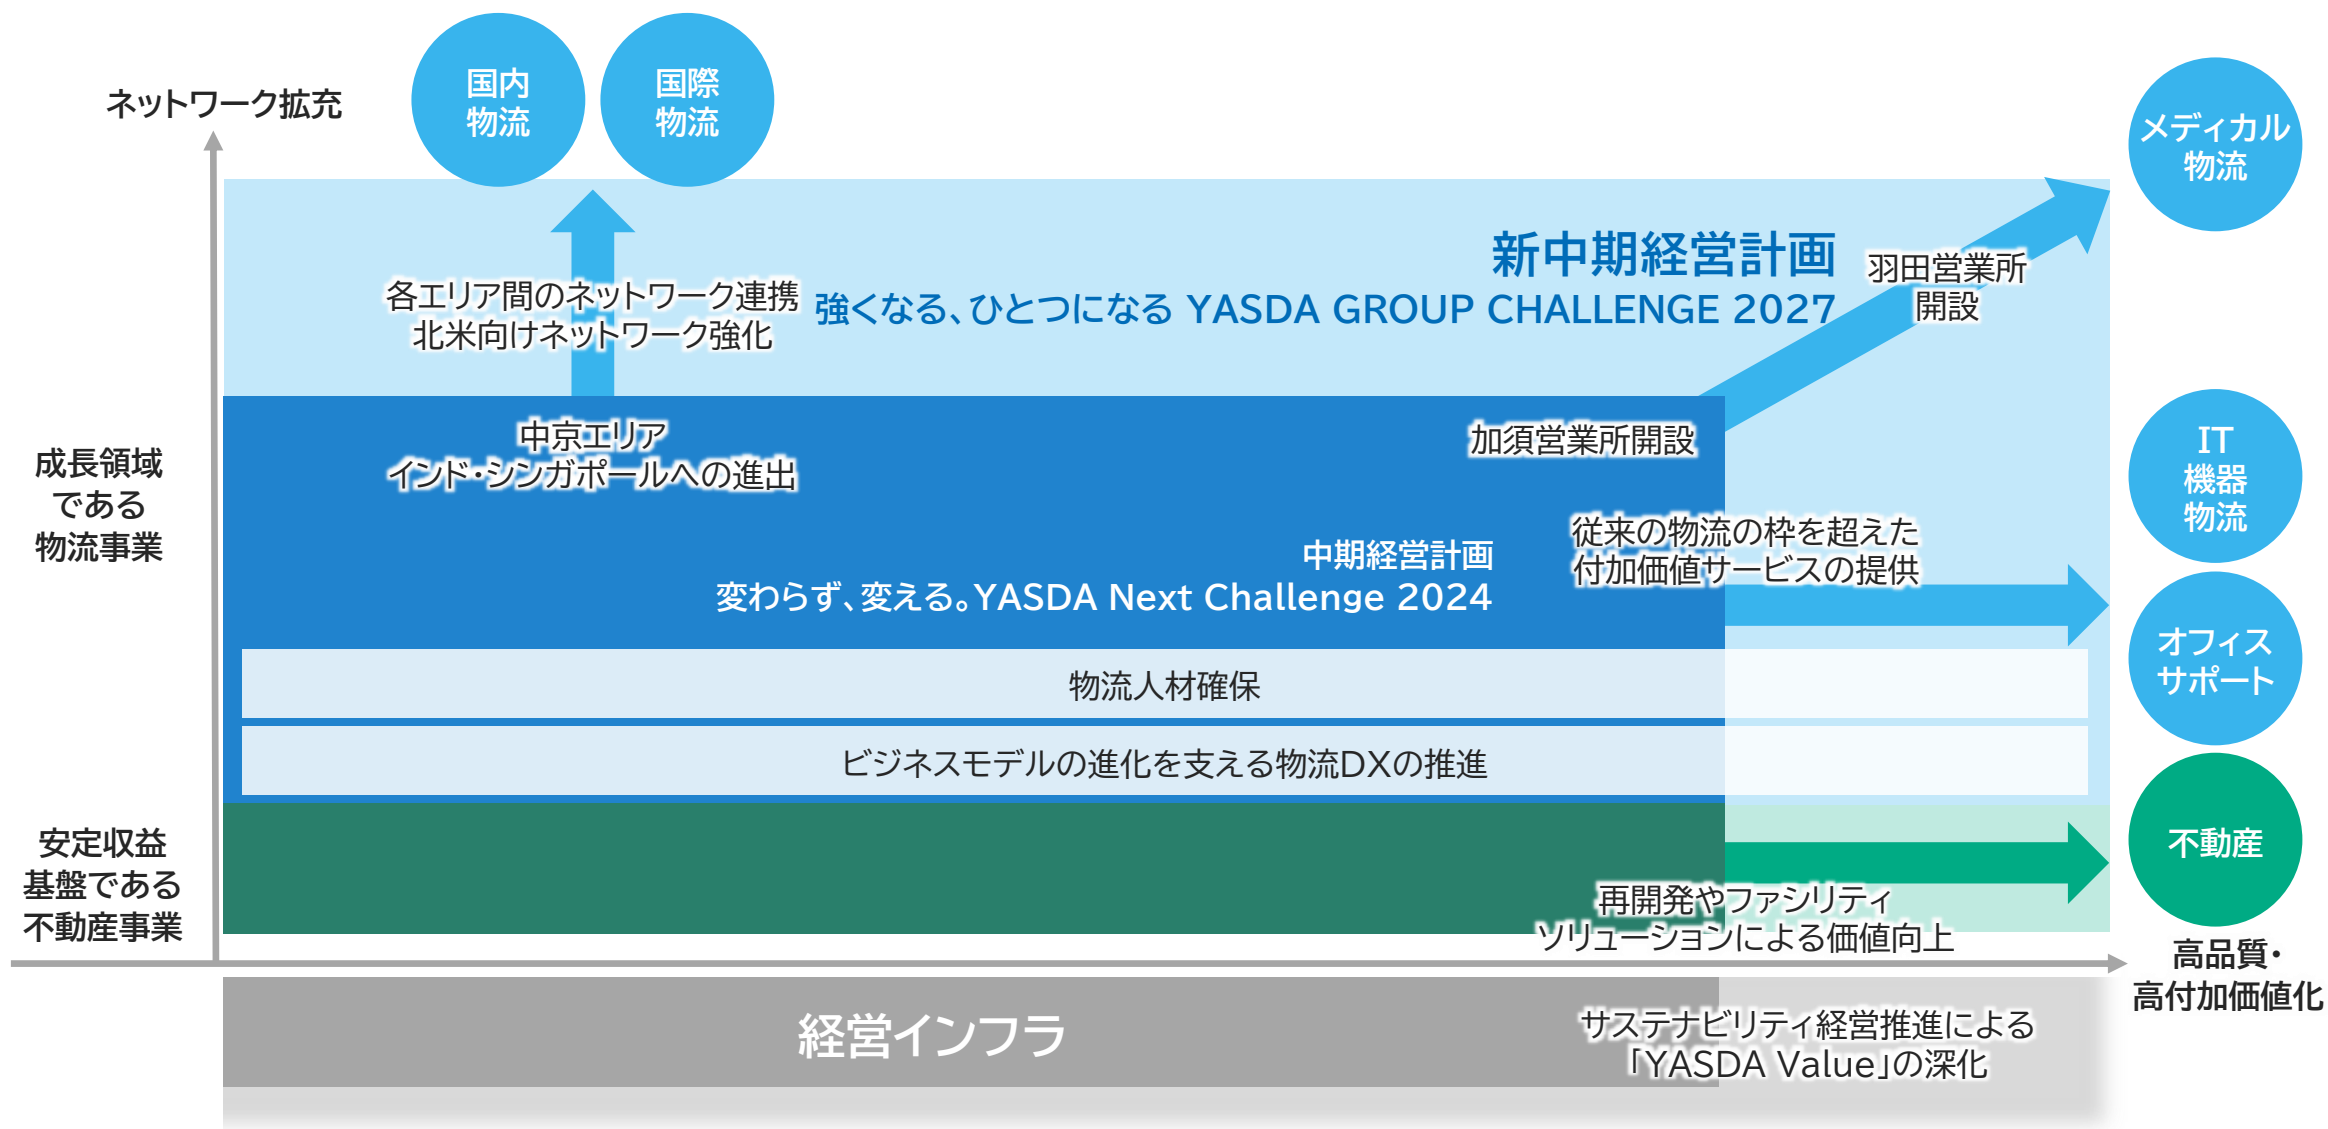 国内
物流
国際
物流
ネットワーク拡充
メディカル
物流
新中期経営計画
強くなる、ひとつになる YASDA GROUP CHALLENGE 2027
羽田営業所
開設
各エリア間のネットワーク連携
北米向けネットワーク強化
中京エリア
インド・シンガポールへの進出
加須営業所開設
成長領域
である
物流事業
IT
機器
物流
従来の物流の枠を超えた
付加価値サービスの提供
中期経営計画
変わらず、変える。YASDA Next Challenge 2024
オフィス
サポート
物流人材確保
ビジネスモデルの進化を支える物流DXの推進
安定収益
基盤である
不動産事業
不動産
再開発やファシリティ
ソリューションによる価値向上
高品質・
高付加価値化
経営インフラ
サステナビリティ経営推進による
「YASDA Value」の深化